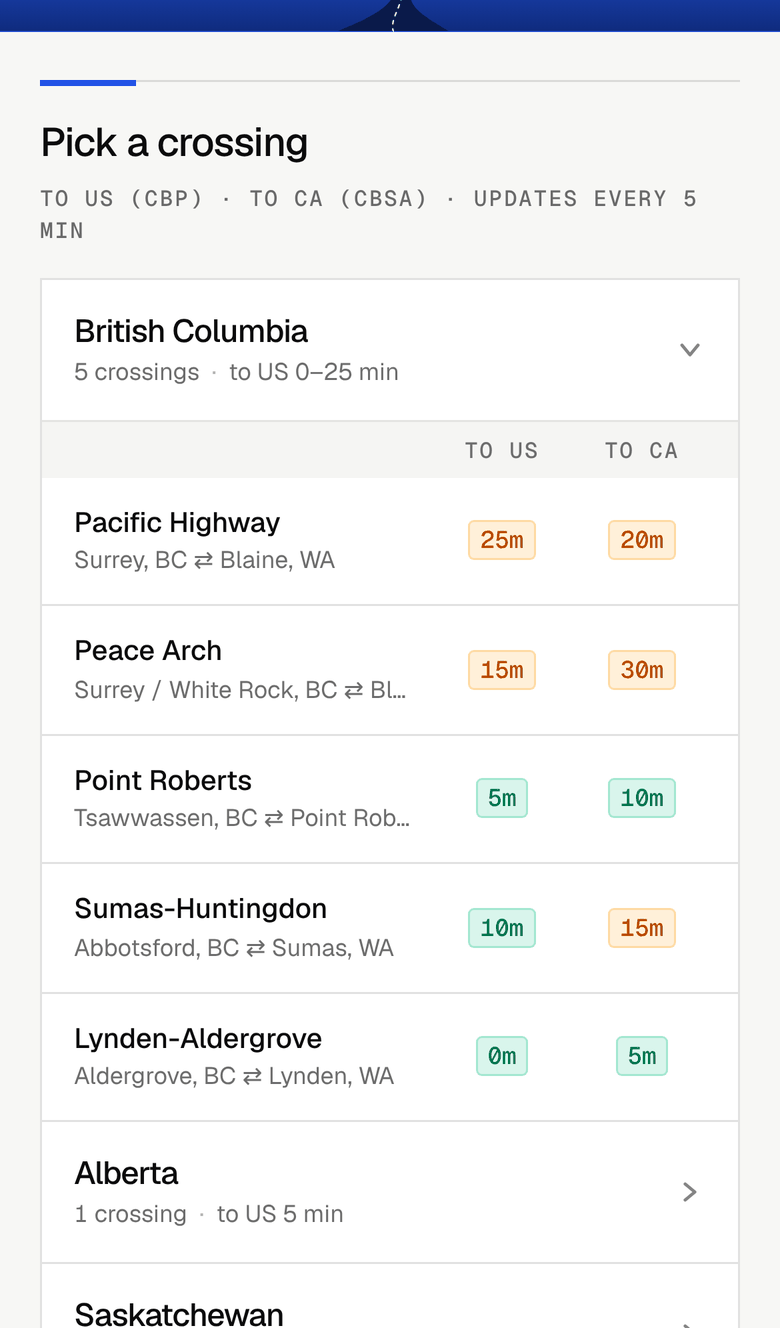 Pick a crossing
TO US (CBP) · TO CA (CBSA) · UPDATES EVERY 5
MIN
British Columbia
5 crossings · to US 0–25 min
TO US TO CA
Pacific Highway
Surrey, BC ⇄ Blaine, WA
25m 20m
Peace Arch
Surrey / White Rock, BC ⇄ Bl…
15m 30m
Point Roberts
Tsawwassen, BC ⇄ Point Rob…
5m 10m
Sumas-Huntingdon
Abbotsford, BC ⇄ Sumas, WA
10m 15m
Lynden-Aldergrove
Aldergrove, BC ⇄ Lynden, WA
0m 5m
Alberta
1 crossing · to US 5 min
Saskatchewan